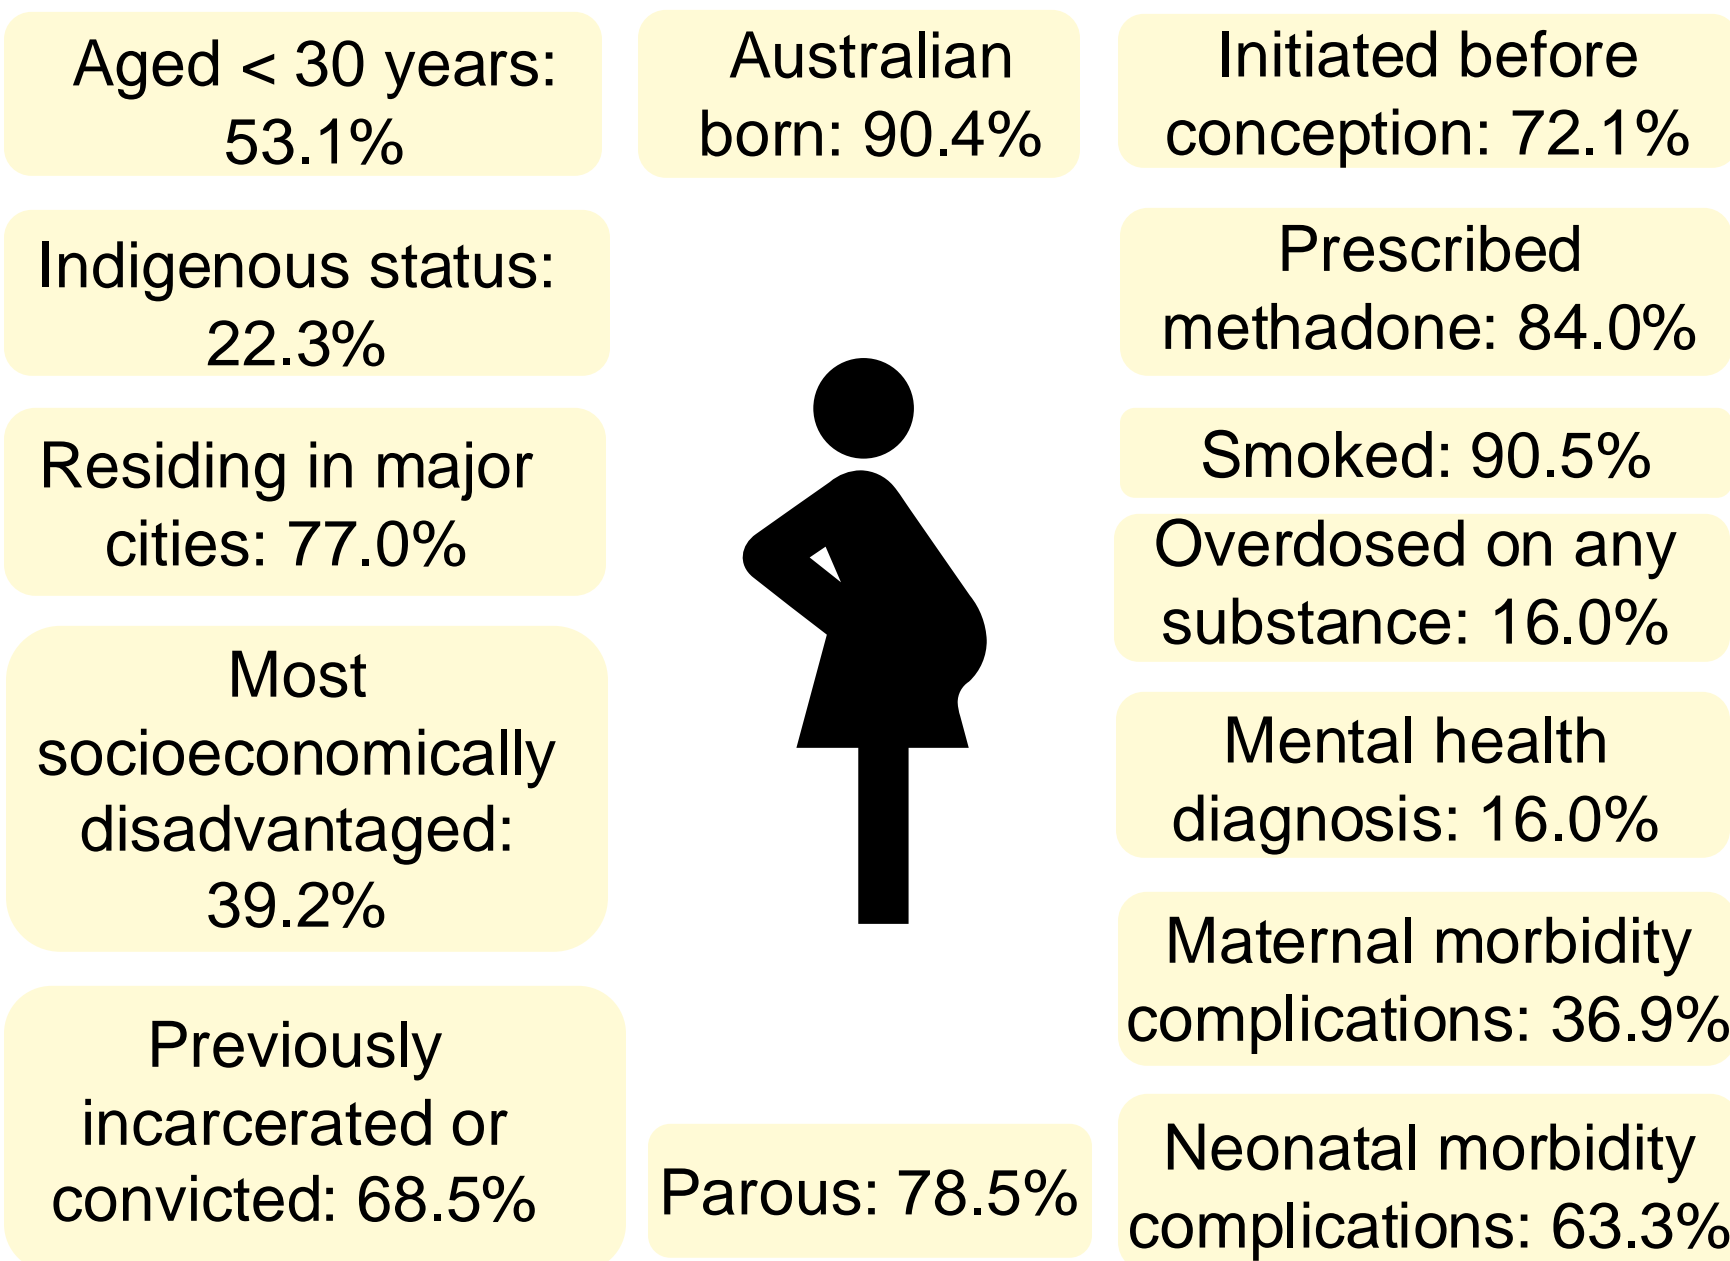 Aged < 30 years:
53.1%
Australian
born: 90.4%
Initiated before
conception: 72.1%
Indigenous status:
22.3%
Prescribed
methadone: 84.0%
Residing in major
cities: 77.0%
Smoked: 90.5%
Overdosed on any
substance: 16.0%
Most
socioeconomically
disadvantaged:
39.2%
Mental health
diagnosis: 16.0%
Maternal morbidity
complications: 36.9%
Previously
incarcerated or
convicted: 68.5%
Parous: 78.5%
Neonatal morbidity
complications: 63.3%